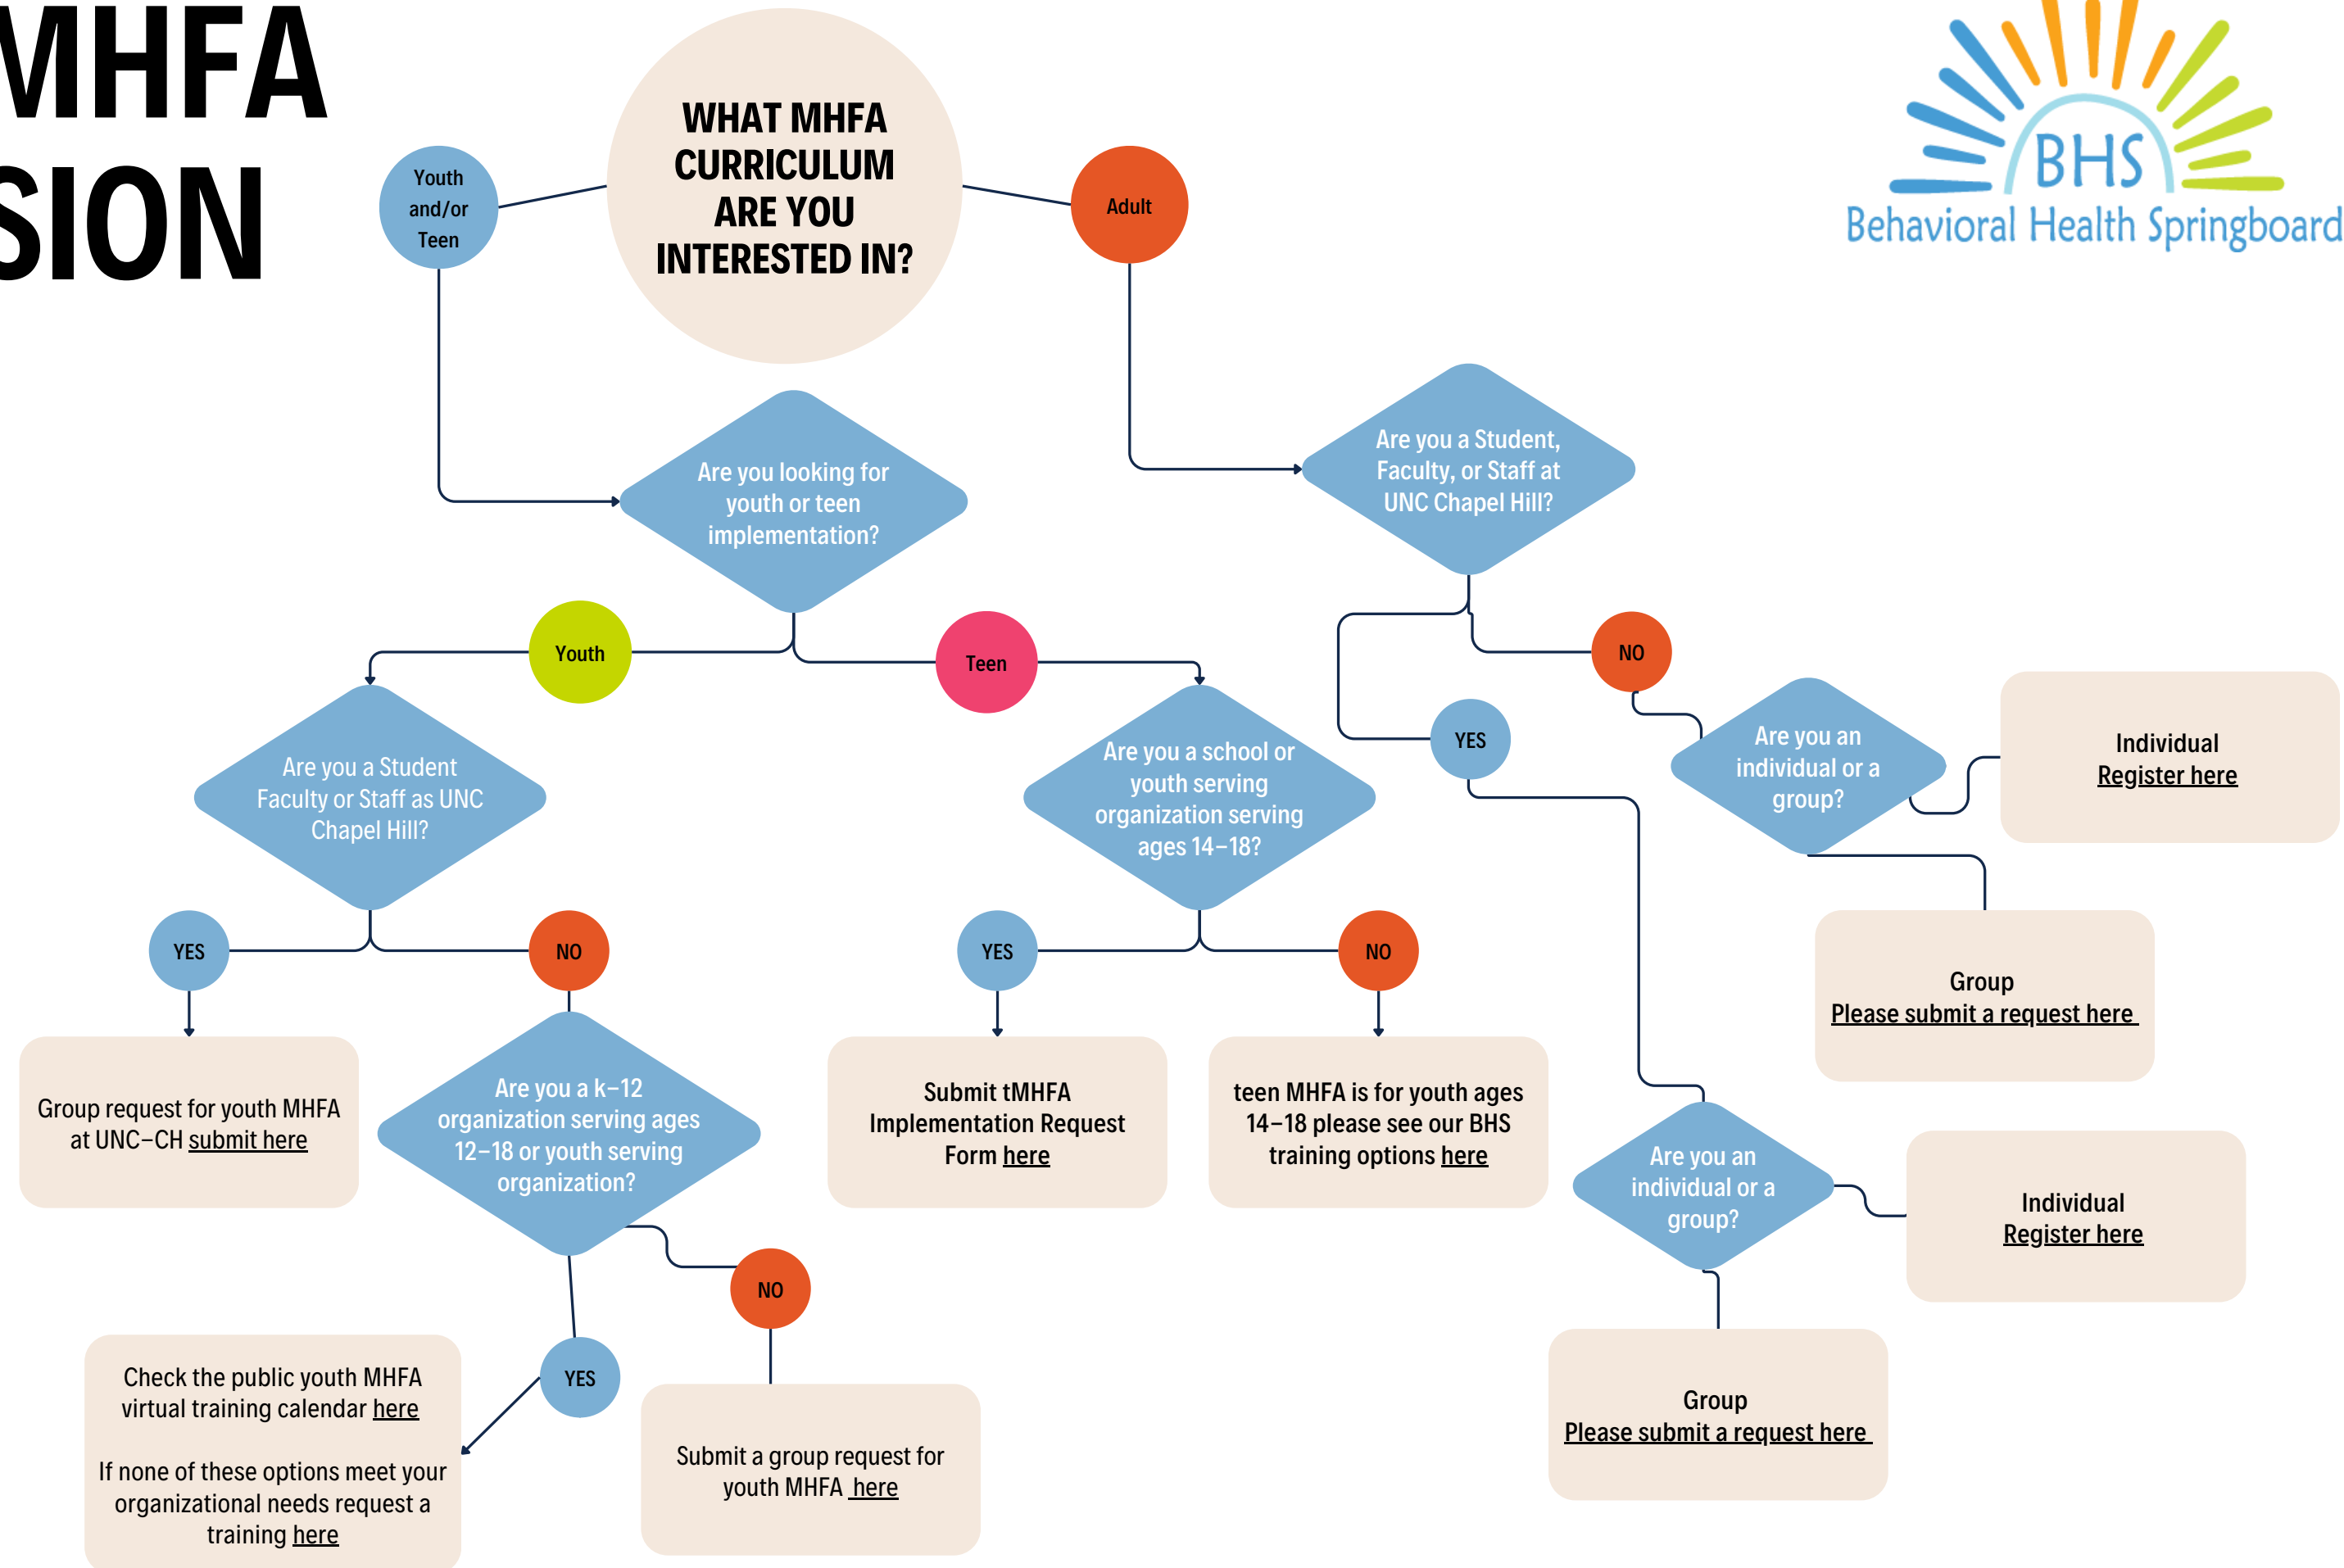 MHFA
SION
WHAT MHFA
CURRICULUM
ARE YOU
INTERESTED IN?
Youth
and/or
Teen
Adult
BHS
Behavioral Health Springboard
Are you looking for
youth or teen
implementation?
Are you a Student,
Faculty, or Staff at
UNC Chapel Hill?
Youth
Teen
NO
YES
Are you a Student
Faculty or Staff as UNC
Chapel Hill?
Are you a school or
youth serving
organization serving
ages 14–18?
Are you an
individual or a
group?
Individual
Register here
Group
Please submit a request here
YES
NO
YES
NO
Group request for youth MHFA
at UNC–CH submit here
Are you a k–12
organization serving ages
12–18 or youth serving
organization?
Submit tMHFA
Implementation Request
Form here
teen MHFA is for youth ages
14–18 please see our BHS
training options here
Are you an
individual or a
group?
Individual
Register here
NO
YES
Check the public youth MHFA
virtual training calendar here
If none of these options meet your
organizational needs request a
training here
Submit a group request for
youth MHFA here
Group
Please submit a request here